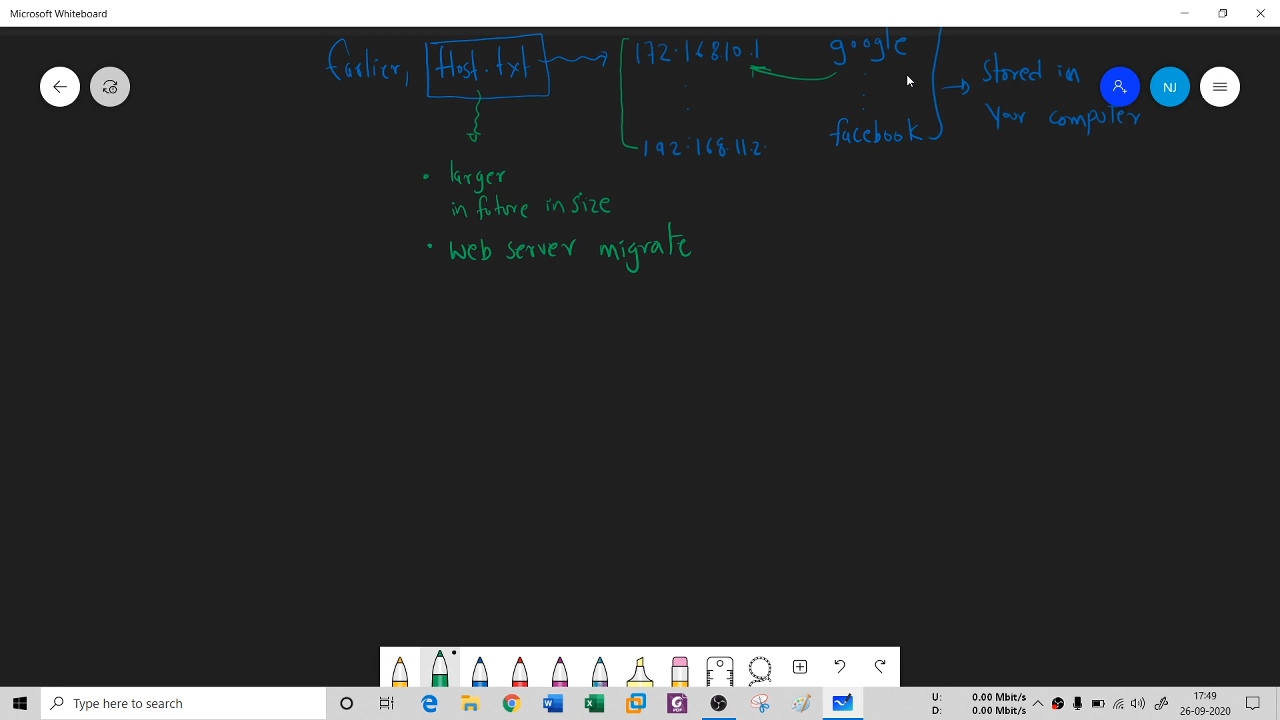 Microsoft Whiteboard
Earlier, Host.txt
172.168.10.1 google
192.168.11.2 facebook
Stored in
Your computer
NJ
• larger
in future in size
• Web server migrate
Type here to search
U: 0.00 Mbit/s
D: 0.00 Mbit/s
17:49
26-09-2020